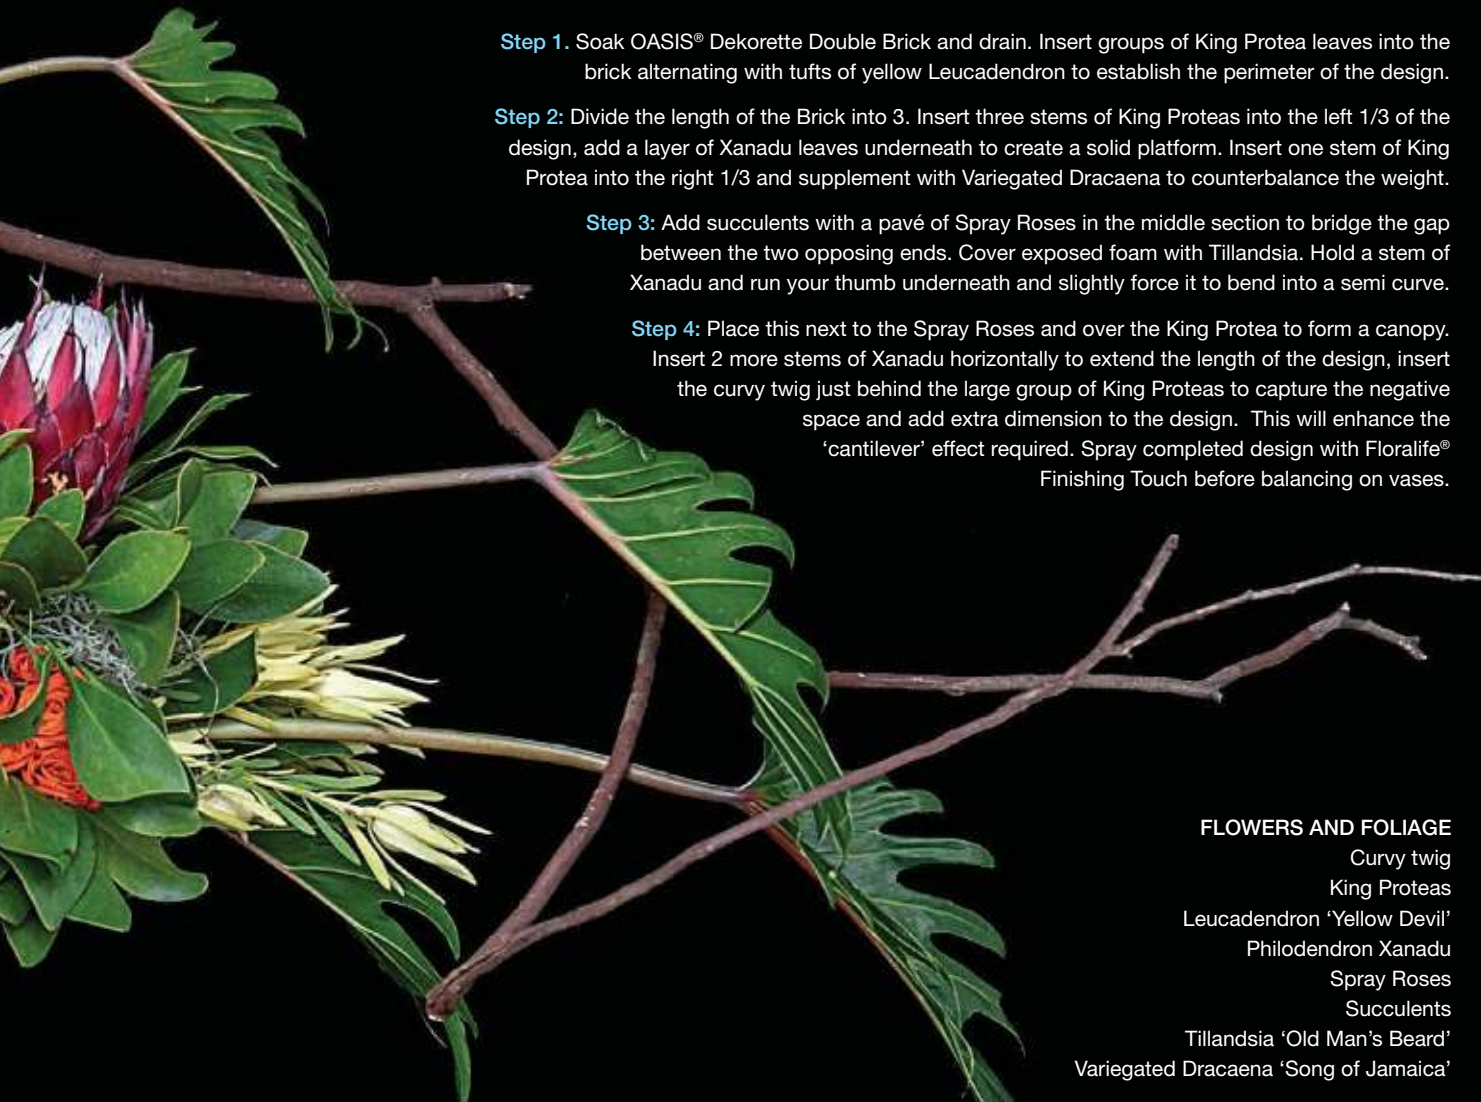 Step 1. Soak OASIS® Dekorette Double Brick and drain. Insert groups of King Protea leaves into the
brick alternating with tufts of yellow Leucadendron to establish the perimeter of the design.
Step 2: Divide the length of the Brick into 3. Insert three stems of King Proteas into the left 1/3 of the
design, add a layer of Xanadu leaves underneath to create a solid platform. Insert one stem of King
Protea into the right 1/3 and supplement with Variegated Dracaena to counterbalance the weight.
Step 3: Add succulents with a pavé of Spray Roses in the middle section to bridge the gap
between the two opposing ends. Cover exposed foam with Tillandsia. Hold a stem of
Xanadu and run your thumb underneath and slightly force it to bend into a semi curve.
Step 4: Place this next to the Spray Roses and over the King Protea to form a canopy.
Insert 2 more stems of Xanadu horizontally to extend the length of the design, insert
the curvy twig just behind the large group of King Proteas to capture the negative
space and add extra dimension to the design.  This will enhance the
‘cantilever’ effect required. Spray completed design with Floralife®
Finishing Touch before balancing on vases.
FLOWERS AND FOLIAGE
Curvy twig
King Proteas
Leucadendron ‘Yellow Devil’
Philodendron Xanadu
Spray Roses
Succulents
Tillandsia ‘Old Man’s Beard’
Variegated Dracaena ‘Song of Jamaica’